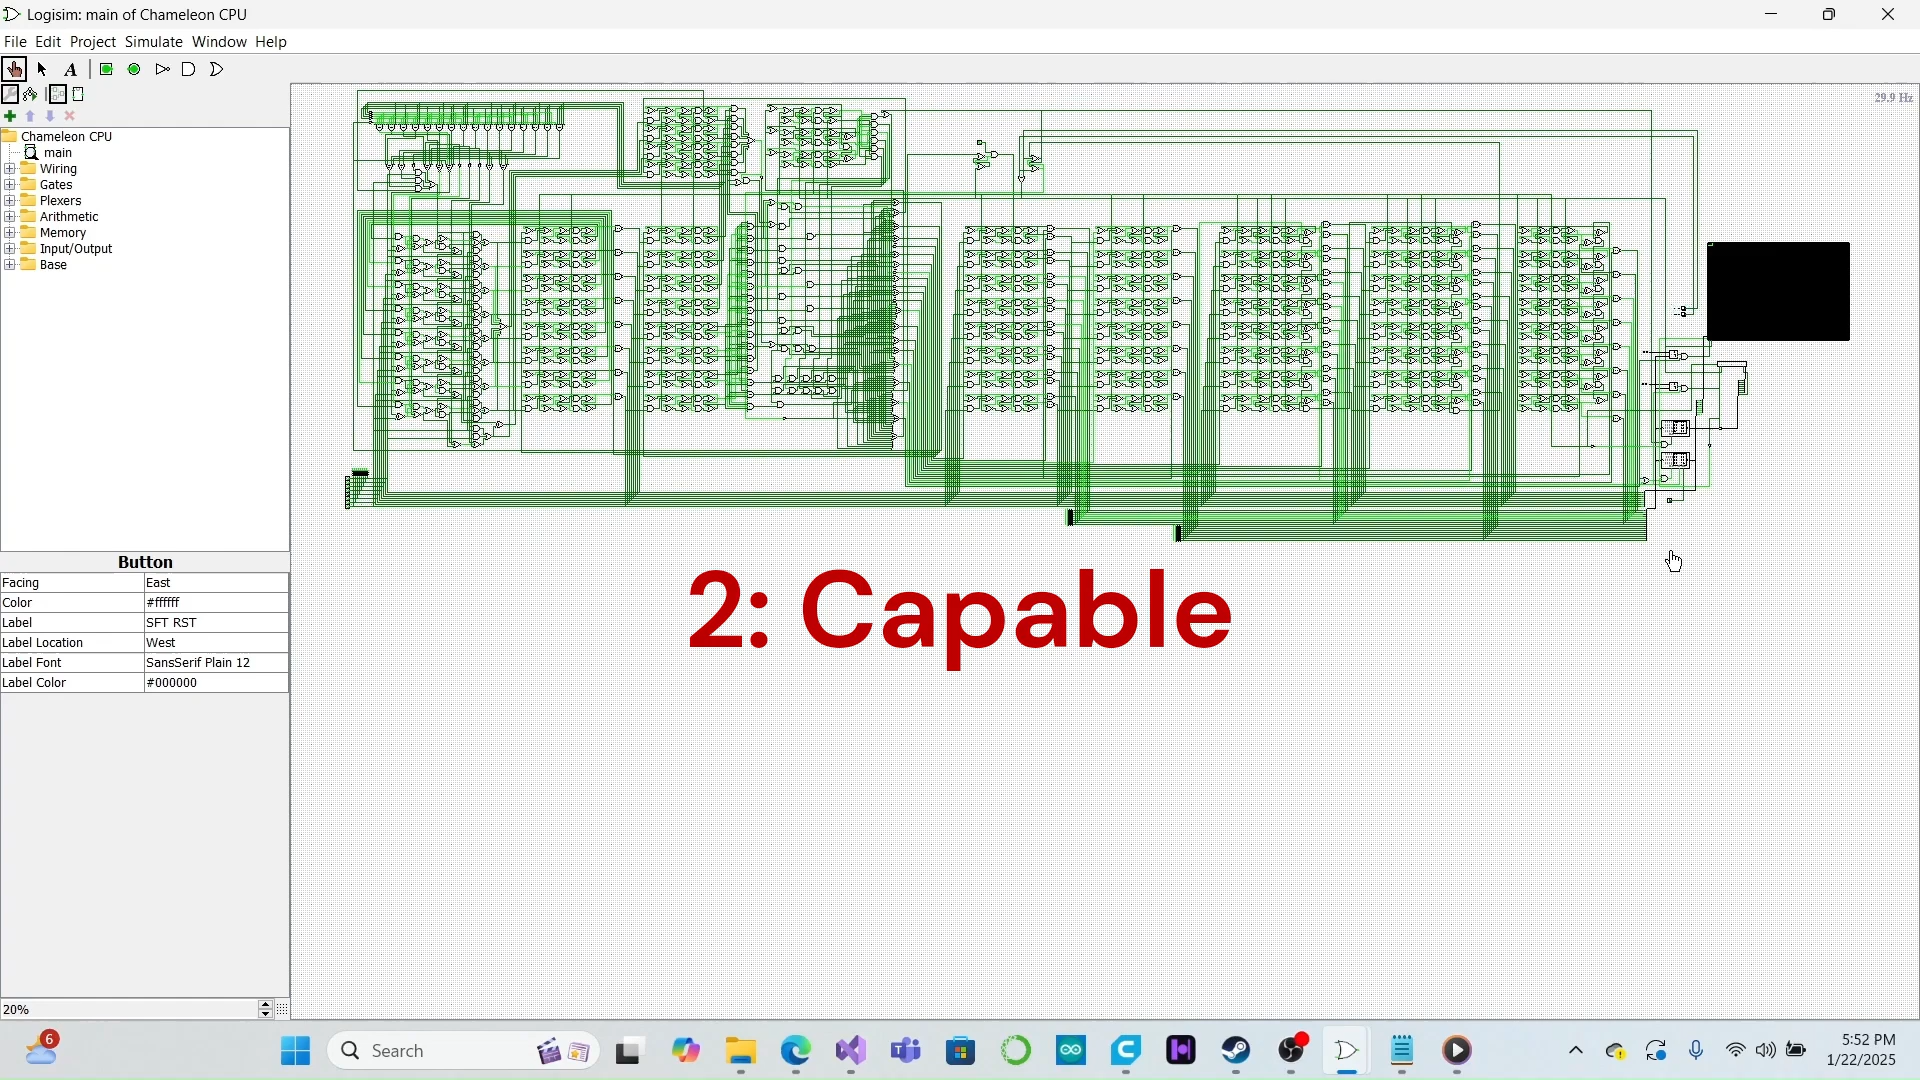 Logisim: main of Chameleon CPU
File Edit Project Simulate Window Help
29.9 Hz
Chameleon CPU
main
Wiring
Gates
Plexers
Arithmetic
Memory
Input/Output
Base
Button
Facing East
Color #ffffff
Label SFT RST
Label Location West
Label Font SansSerif Plain 12
Label Color #000000
2: Capable
20%
6
Search
5:52 PM
1/22/2025